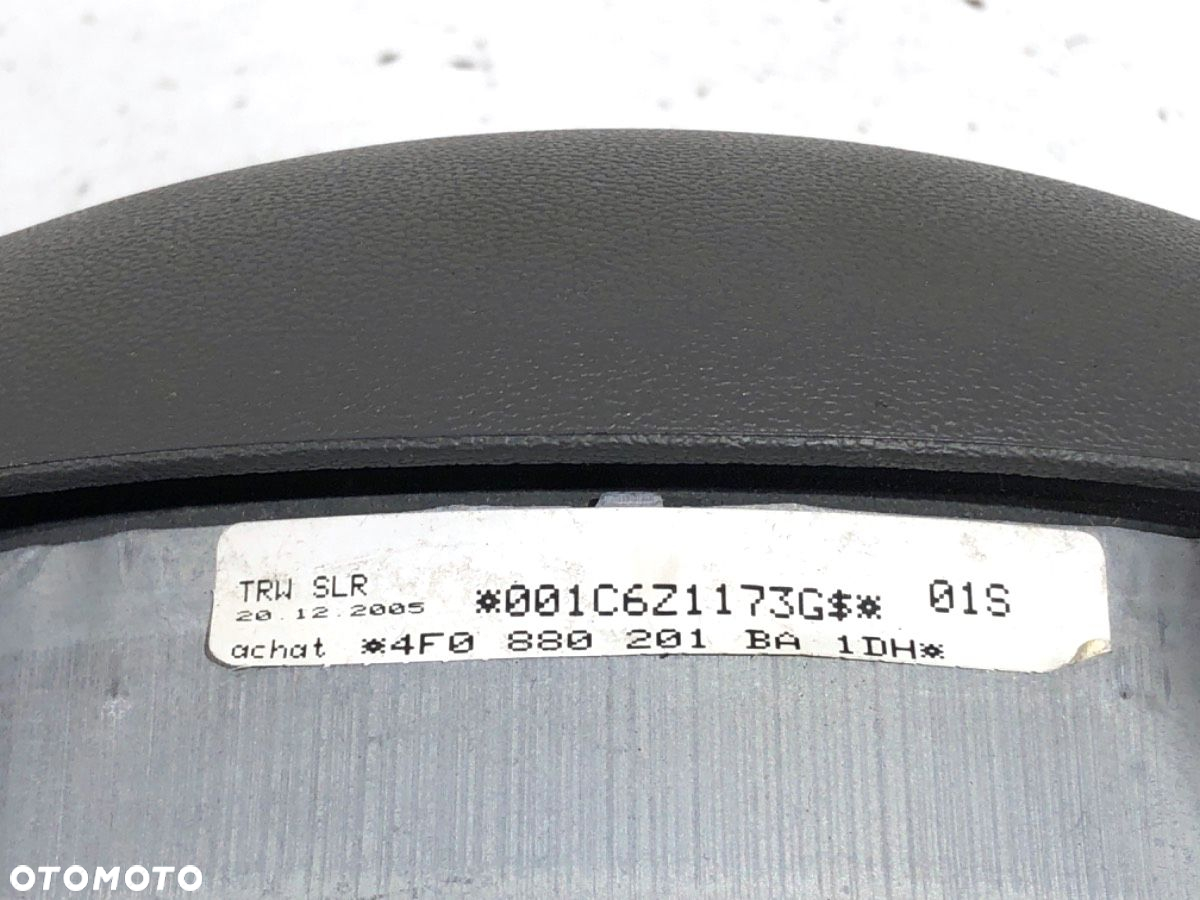 TRW SLR *001C6Z1173G$* 01S
20.12.2005
achat *4F0 880 201 BA 1DH*
OTOMOTO